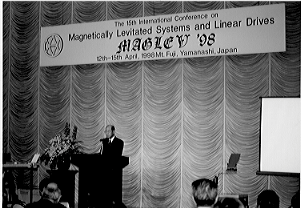 The 15th International Conference on
Magnetically Levitated Systems and Linear Drives
MAGLEV '98
12th-15th April, 1998 Mt. Fuji, Yamanashi, Japan